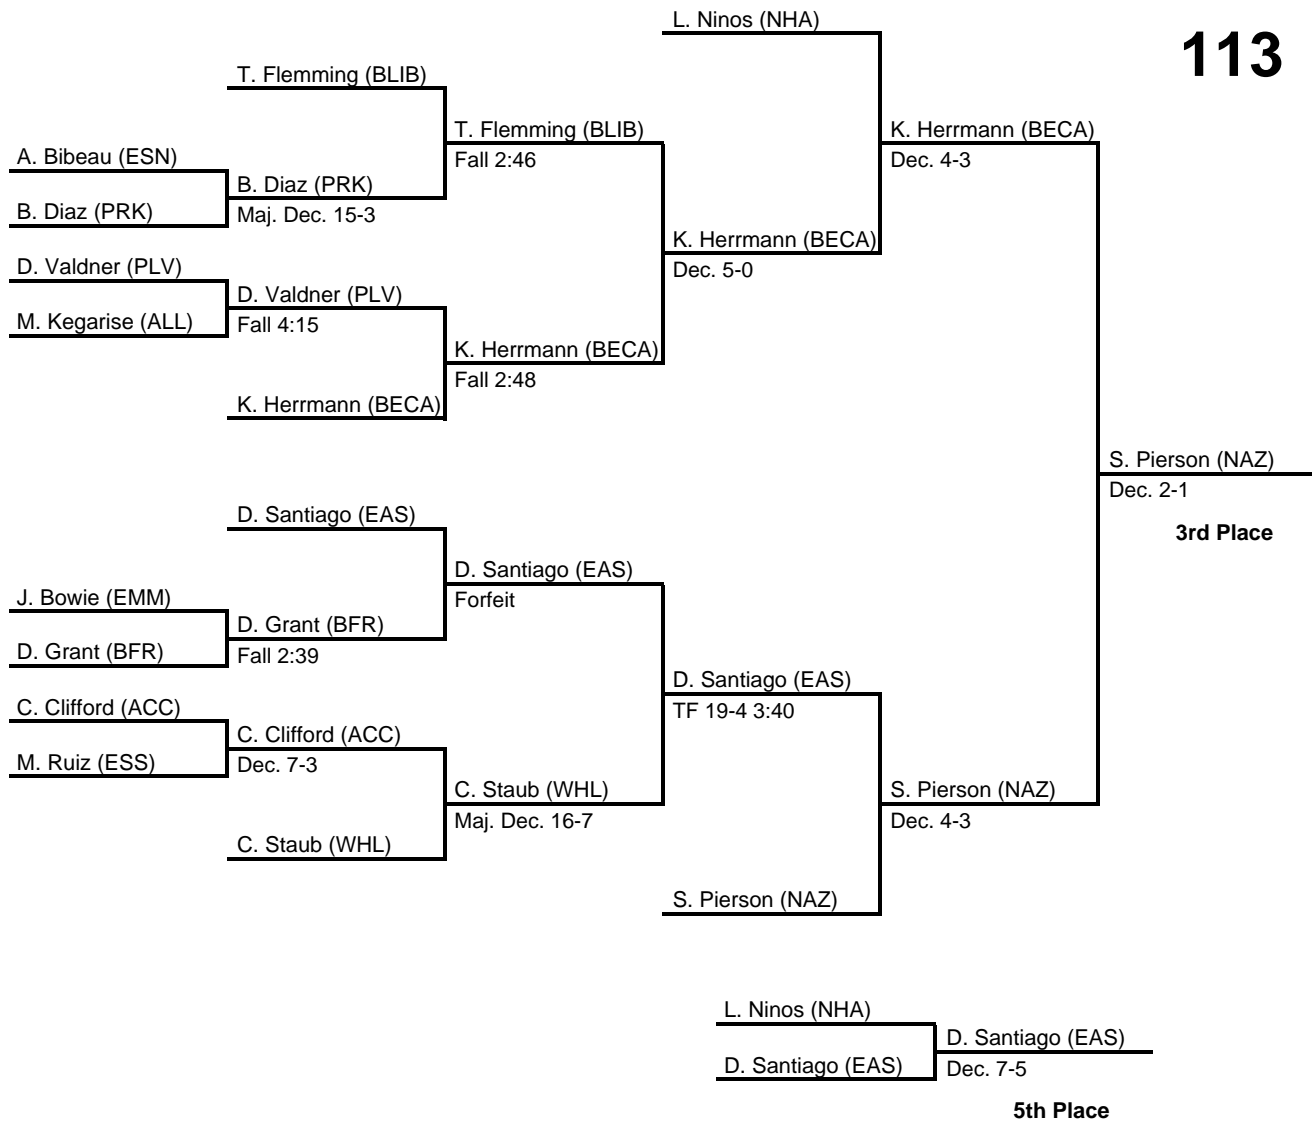 L. Ninos (NHA)
113
T. Flemming (BLIB)
T. Flemming (BLIB)
Fall 2:46
K. Herrmann (BECA)
Dec. 4-3
A. Bibeau (ESN)
B. Diaz (PRK)
Maj. Dec. 15-3
B. Diaz (PRK)
K. Herrmann (BECA)
Dec. 5-0
D. Valdner (PLV)
D. Valdner (PLV)
Fall 4:15
M. Kegarise (ALL)
K. Herrmann (BECA)
Fall 2:48
K. Herrmann (BECA)
S. Pierson (NAZ)
Dec. 2-1
3rd Place
D. Santiago (EAS)
D. Santiago (EAS)
Forfeit
J. Bowie (EMM)
D. Grant (BFR)
Fall 2:39
D. Grant (BFR)
D. Santiago (EAS)
TF 19-4 3:40
C. Clifford (ACC)
C. Clifford (ACC)
Dec. 7-3
M. Ruiz (ESS)
C. Staub (WHL)
Maj. Dec. 16-7
S. Pierson (NAZ)
Dec. 4-3
C. Staub (WHL)
S. Pierson (NAZ)
L. Ninos (NHA)
D. Santiago (EAS)
Dec. 7-5
D. Santiago (EAS)
5th Place